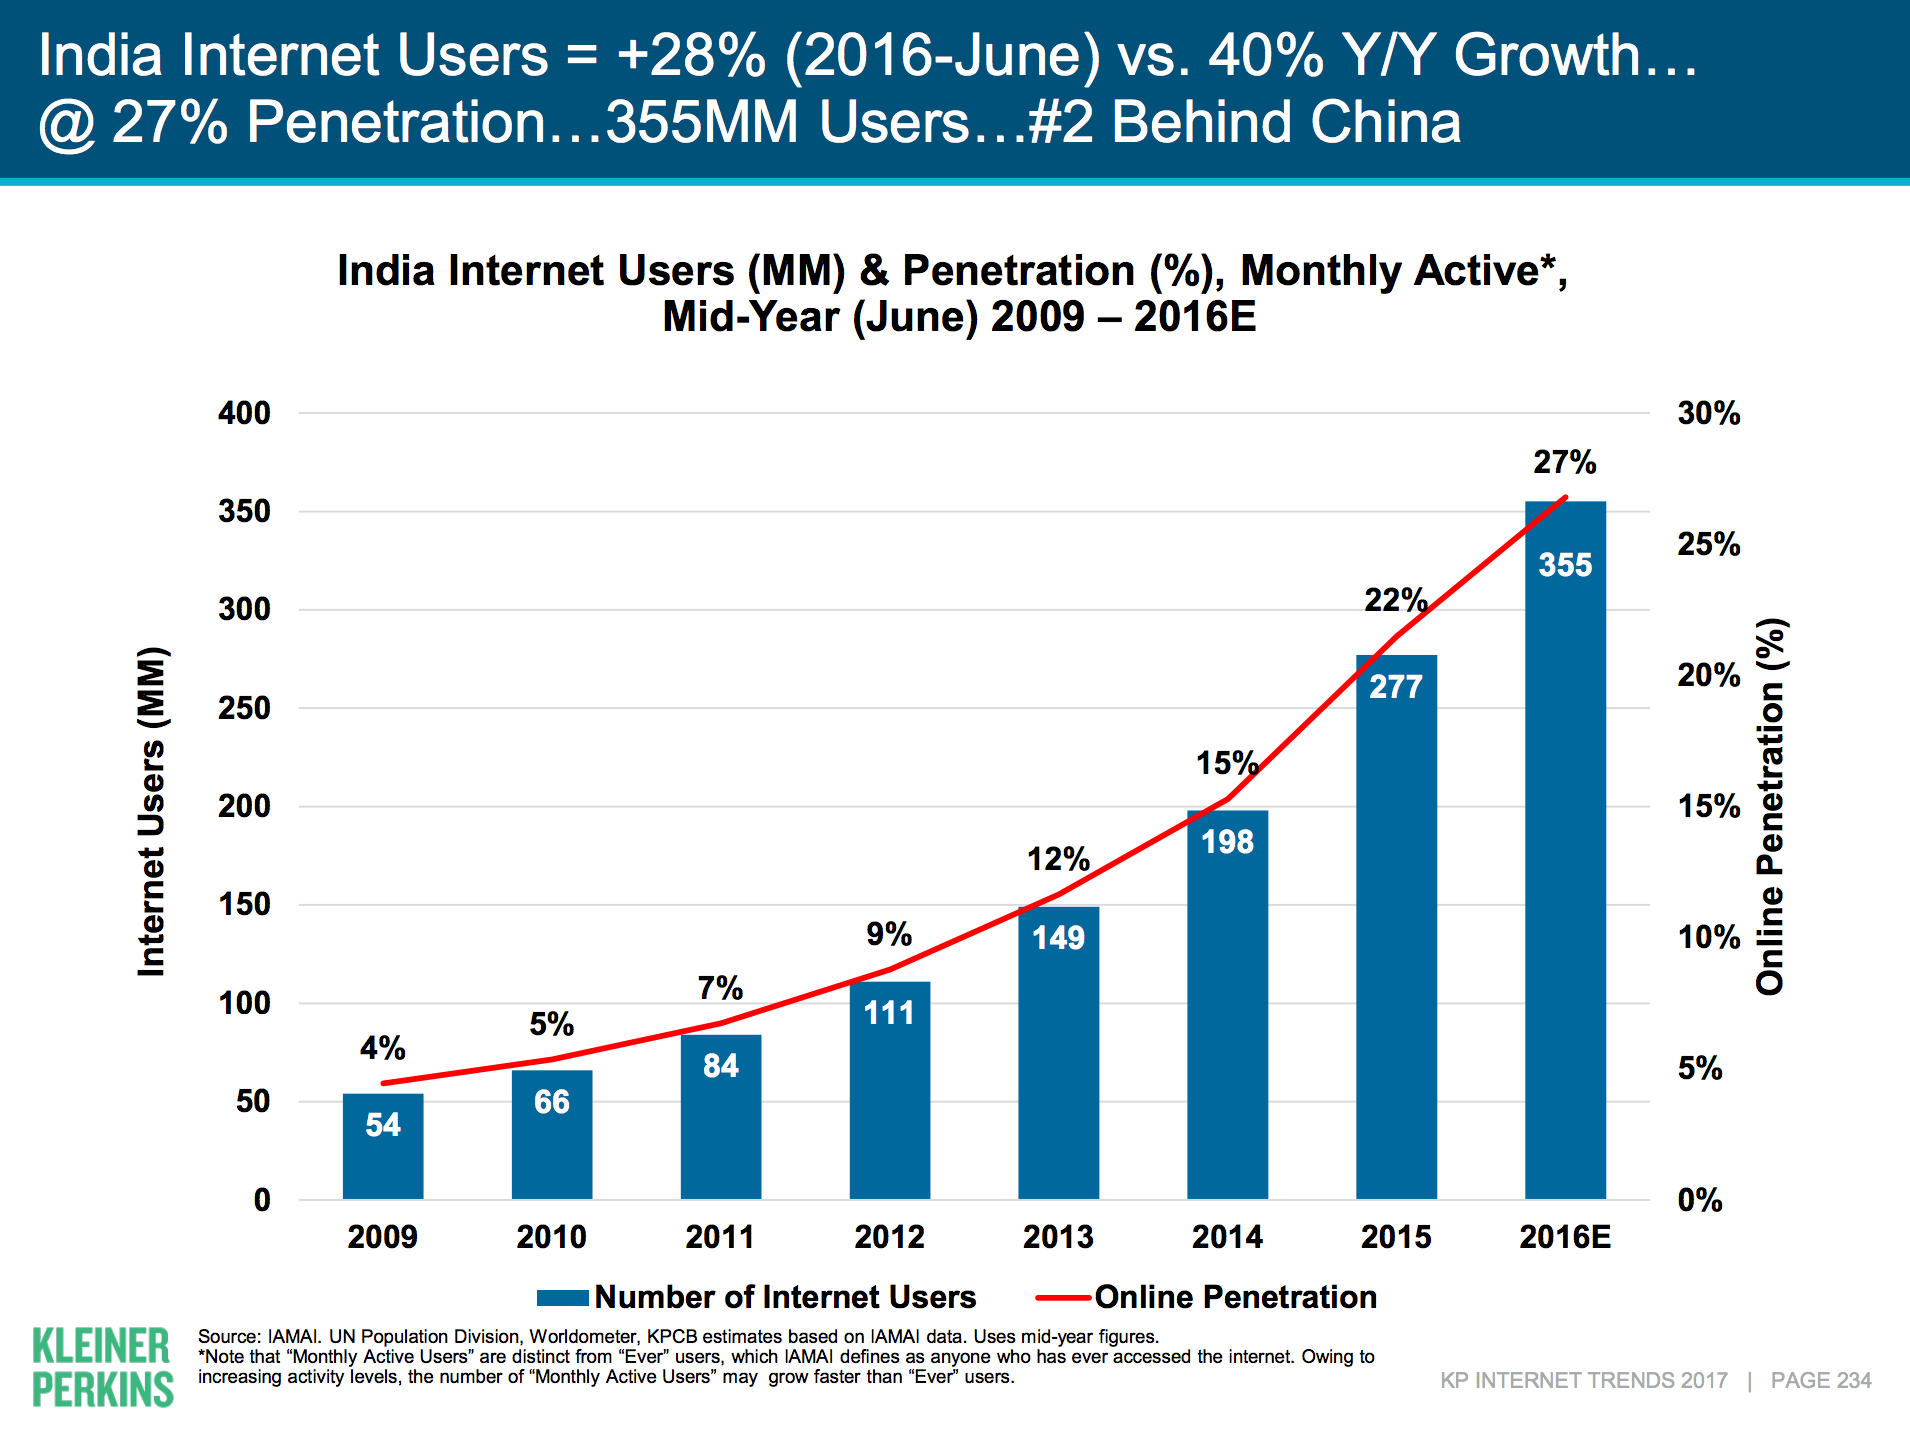 India Internet Users = +28% (2016-June) vs. 40% Y/Y Growth…
@ 27% Penetration…355MM Users…#2 Behind China
India Internet Users (MM) & Penetration (%), Monthly Active*,
Mid-Year (June) 2009 – 2016E
400
350
300
250
200
150
100
50
0
Internet Users (MM)
30%
25%
20%
15%
10%
5%
0%
Online Penetration (%)
4%
5%
7%
9%
12%
15%
22%
27%
54
66
84
111
149
198
277
355
2009
2010
2011
2012
2013
2014
2015
2016E
Number of Internet Users
Online Penetration
KLEINER
PERKINS
Source: IAMAI. UN Population Division, Worldometer, KPCB estimates based on IAMAI data. Uses mid-year figures.
*Note that “Monthly Active Users” are distinct from “Ever” users, which IAMAI defines as anyone who has ever accessed the internet. Owing to
increasing activity levels, the number of “Monthly Active Users” may grow faster than “Ever” users.
KP INTERNET TRENDS 2017 | PAGE 234